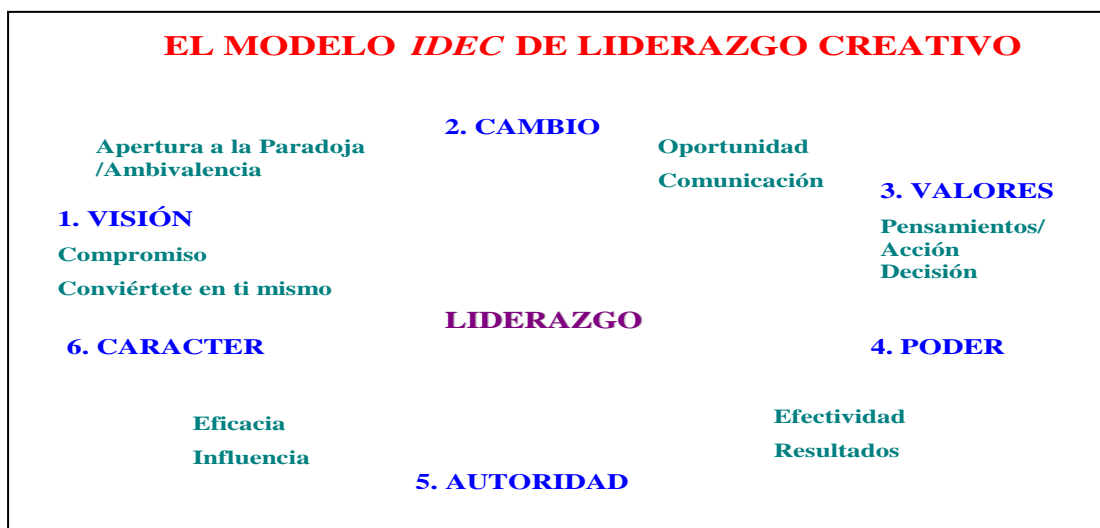 EL MODELO IDEC DE LIDERAZGO CREATIVO
2. CAMBIO
Apertura a la Paradoja
/Ambivalencia
Oportunidad
Comunicación
3. VALORES
1. VISIÓN
Pensamientos/
Acción
Decisión
Compromiso
Conviértete en ti mismo
LIDERAZGO
6. CARACTER
4. PODER
Eficacia
Influencia
Efectividad
Resultados
5. AUTORIDAD